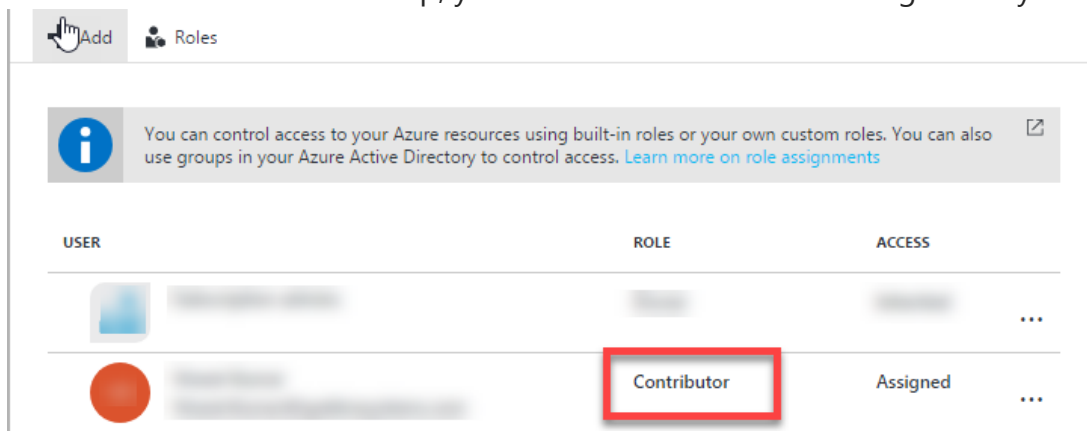 Add Roles
You can control access to your Azure resources using built-in roles or your own custom roles. You can also
use groups in your Azure Active Directory to control access. Learn more on role assignments
USER ROLE ACCESS
Contributor Assigned